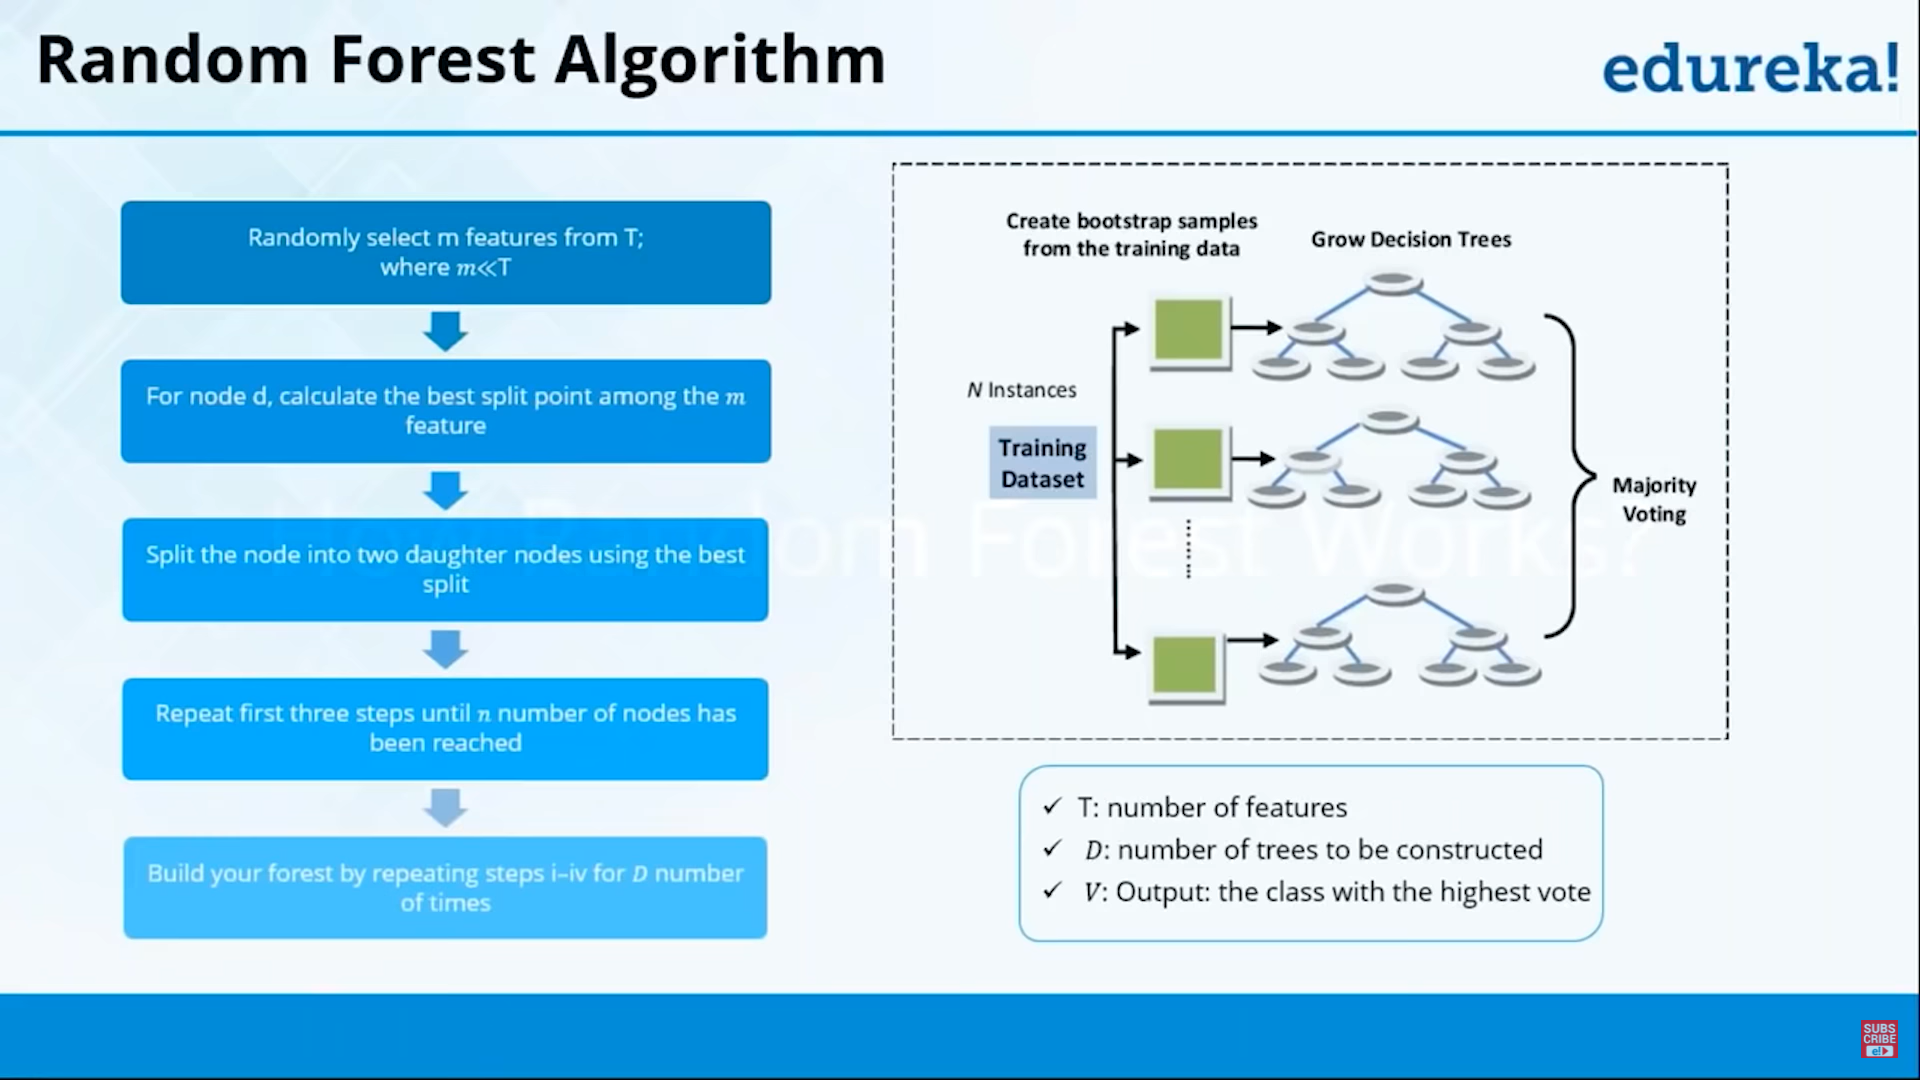 Random Forest Algorithm
edureka!
Randomly select m features from T;
where m≪T
For node d, calculate the best split point among the m
feature
Split the node into two daughter nodes using the best
split
Repeat first three steps until n number of nodes has
been reached
Build your forest by repeating steps i–iv for D number
of times
Create bootstrap samples
from the training data
Grow Decision Trees
N Instances
Training
Dataset
Majority
Voting
How Random Forest Works?
✓ T: number of features
✓ D: number of trees to be constructed
✓ V: Output: the class with the highest vote
SUBS
CRIBE
e!